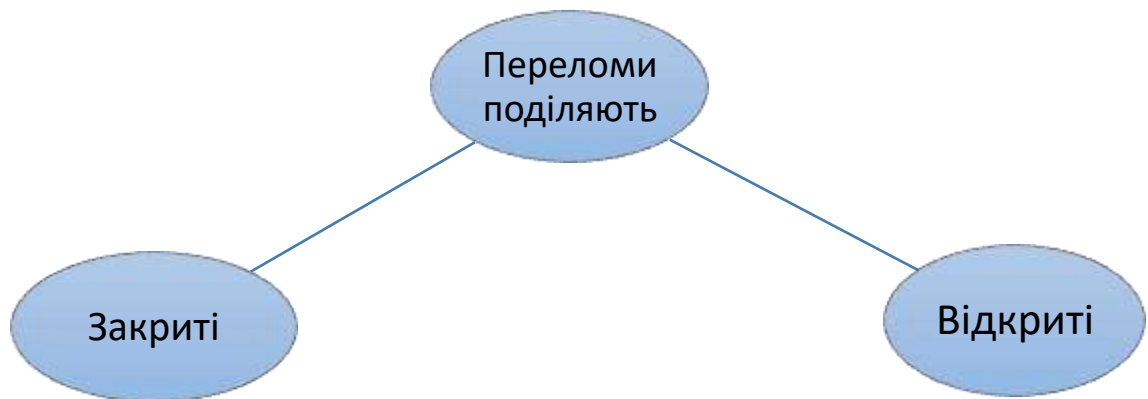 Переломи
поділяють
Закриті
Відкриті